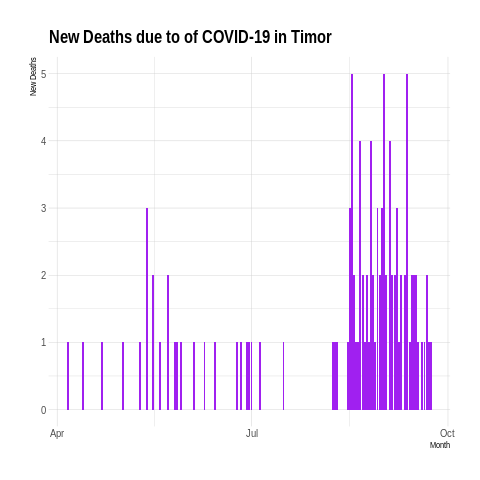 New Deaths due to of COVID-19 in Timor
New Deaths
5
4
3
2
1
0
Apr
Jul
Oct
Month